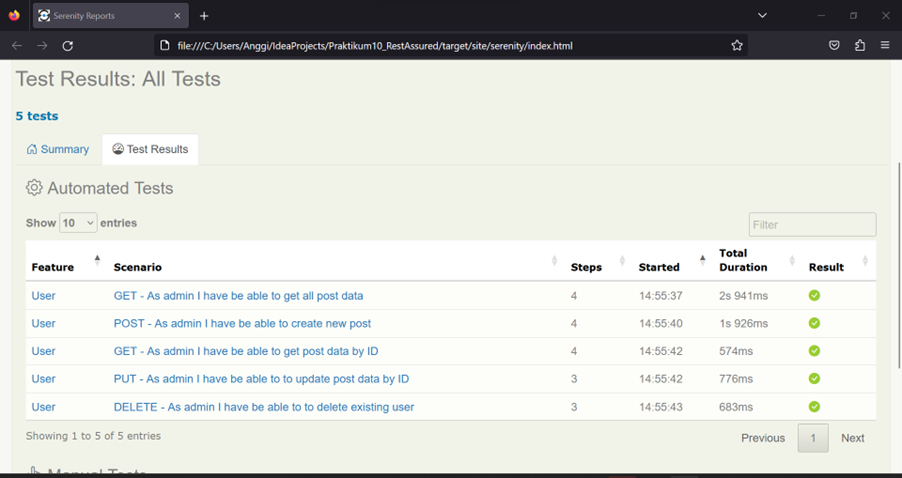 Serenity Reports
file:///C:/Users/Anggi/IdeaProjects/Praktikum10_RestAssured/target/site/serenity/index.html
Test Results: All Tests
5 tests
Summary Test Results
Automated Tests
Show 10 entries Filter
Feature Scenario Steps Started Total Duration Result
User GET - As admin I have be able to get all post data 4 14:55:37 2s 941ms
User POST - As admin I have be able to create new post 4 14:55:40 1s 926ms
User GET - As admin I have be able to get post data by ID 4 14:55:42 574ms
User PUT - As admin I have be able to to update post data by ID 3 14:55:42 776ms
User DELETE - As admin I have be able to to delete existing user 3 14:55:43 683ms
Showing 1 to 5 of 5 entries Previous 1 Next
Manual Tests